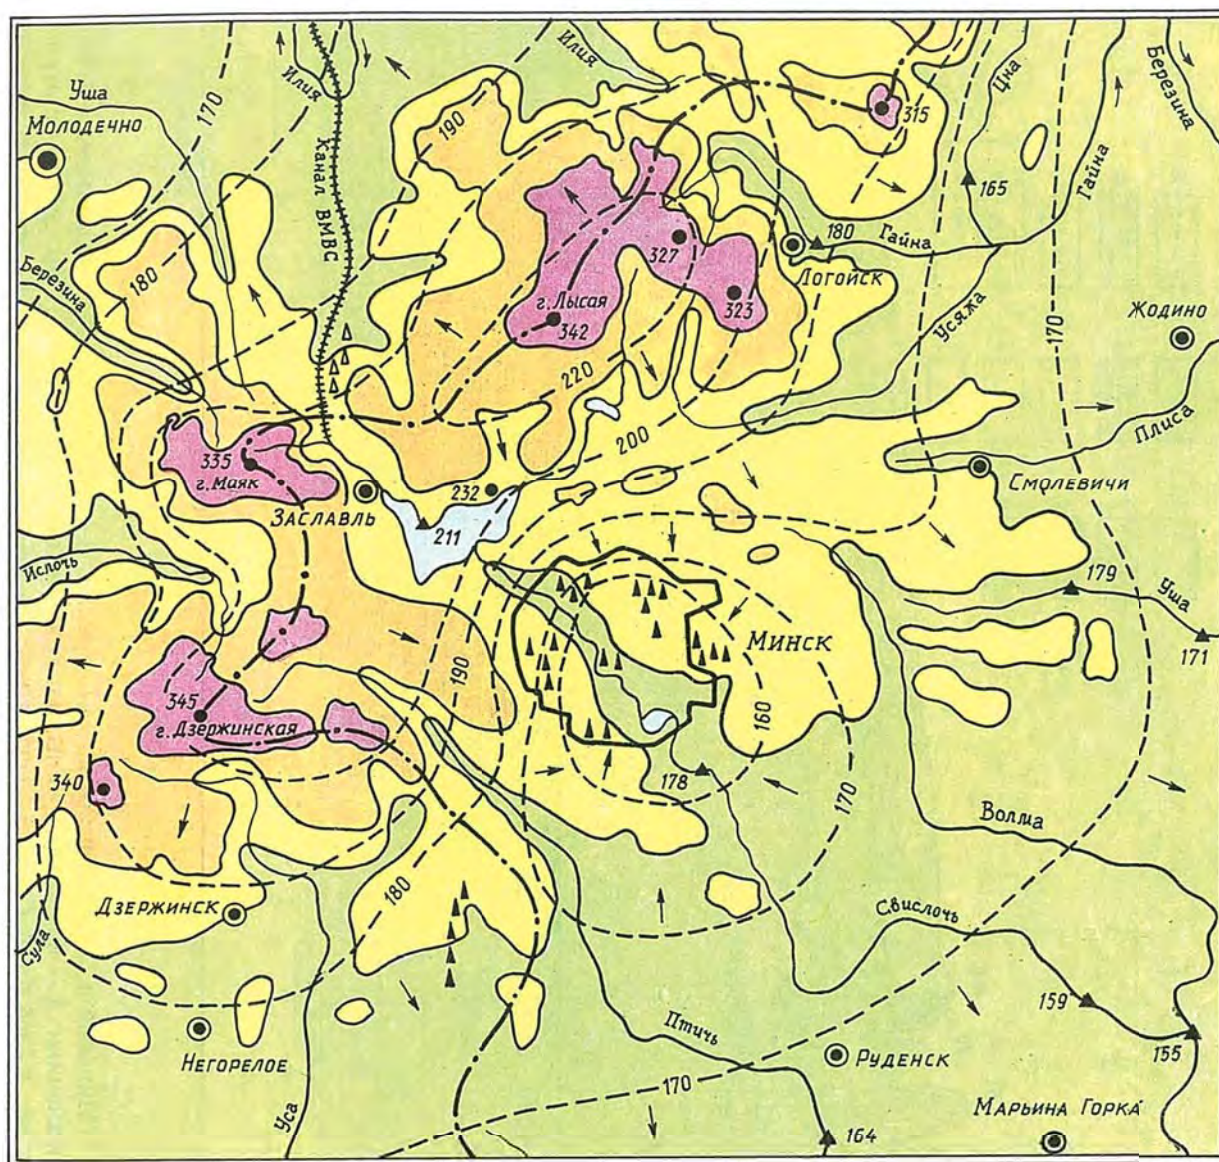 Илия
Илия
Уша
170
190
Цна
Березина
315
МОЛОДЕЧНО
Канал ВМВС
165
Гайна
180
Гайна
ЛОГОЙСК
327
Березина
180
г. Лысая
342
323
Усяжа
170
ЖОДИНО
220
200
Плиса
335
г. Маяк
232
СМОЛЕВИЧИ
ЗАСЛАВЛЬ
211
Ислочь
179
Уша
МИНСК
171
190
345
г. Дзержинская
160
340
178
170
Волма
180
ДЗЕРЖИНСК
Свислочь
Сула
159
Птичь
НЕГОРЕЛОЕ
РУДЕНСК
155
170
Уса
МАРЬИНА ГОРКА
164